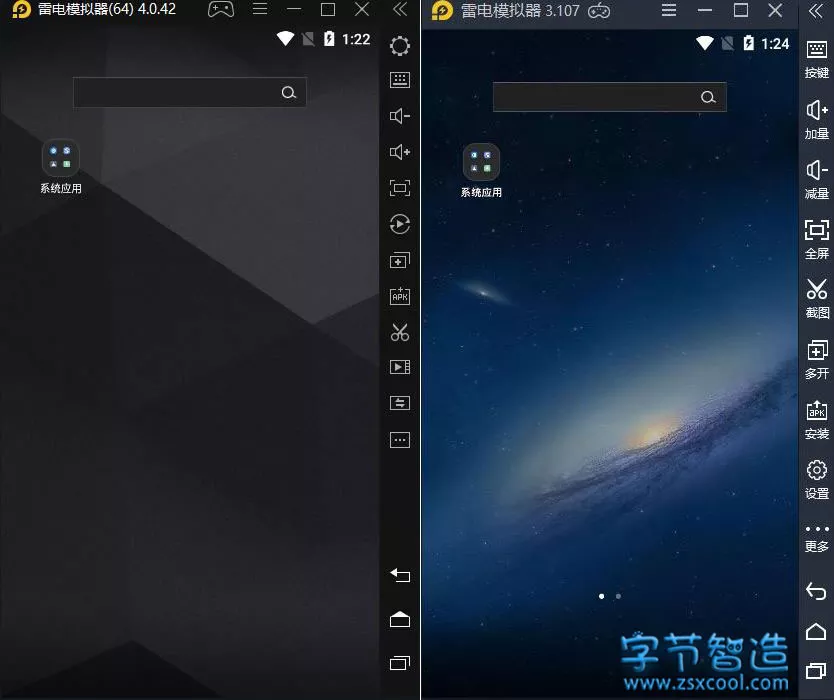 雷电模拟器(64) 4.0.42
1:22
系统应用
APK
雷电模拟器 3.107
1:24
系统应用
按键
加量
减量
全屏
截图
多开
APK
安装
设置
更多
字节智造
www.zsxcool.com